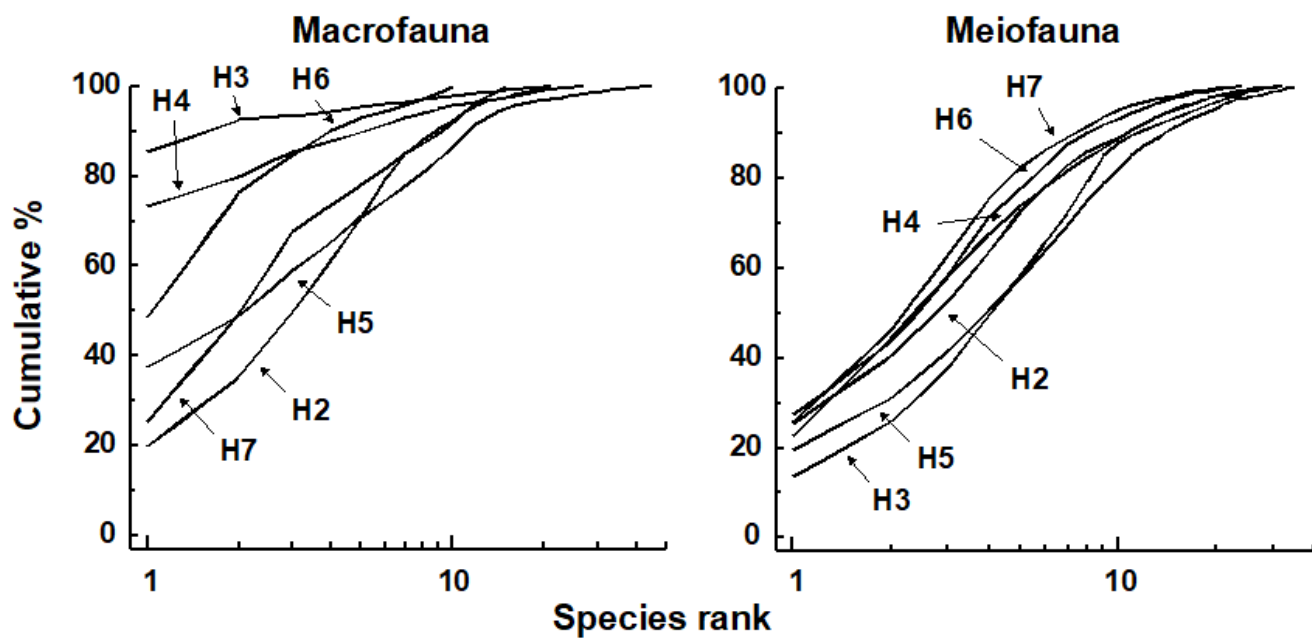 Macrofauna
Meiofauna
Cumulative %
100
80
60
40
20
0
H3
H6
H4
H5
H2
H7
1
10
100
80
60
40
20
0
H7
H6
H4
H2
H5
H3
1
10
Species rank